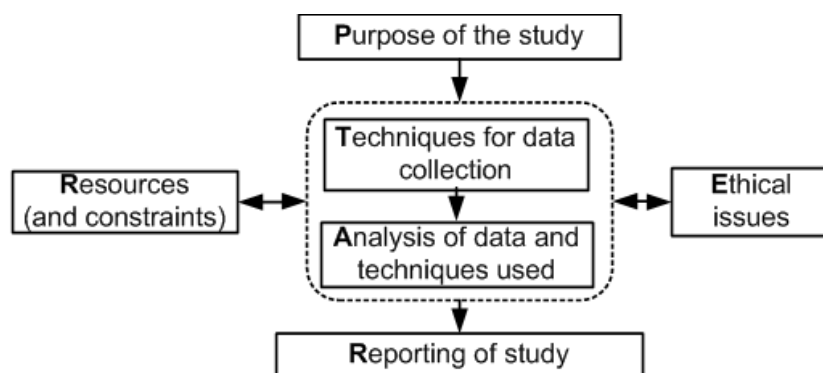 Purpose of the study
Techniques for data
collection
Resources
(and constraints)
Ethical
issues
Analysis of data and
techniques used
Reporting of study